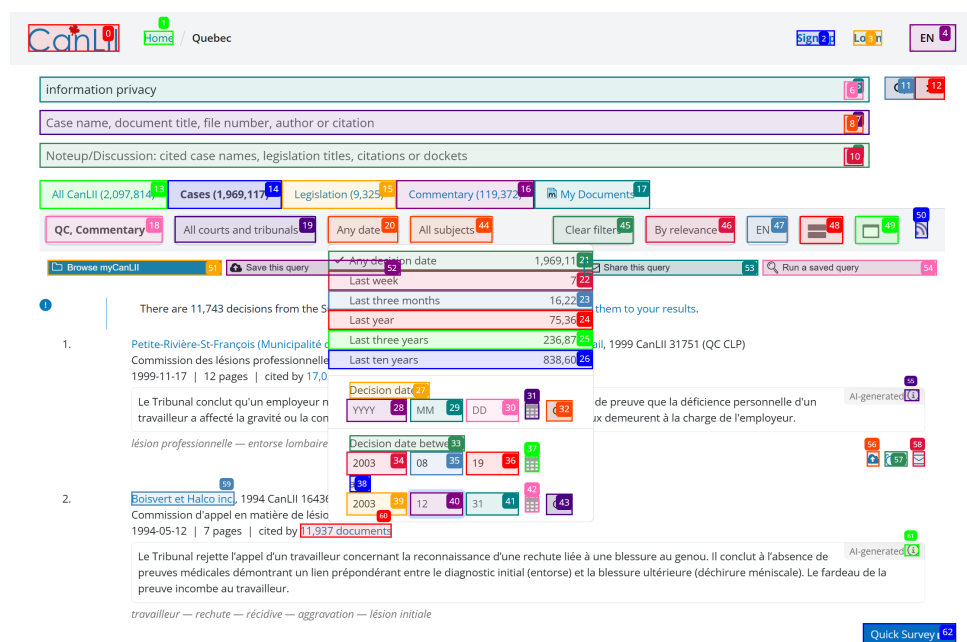 CanLII
Home / Quebec
Sign
EN
information privacy
Case name, document title, file number, author or citation
Noteup/Discussion: cited case names, legislation titles, citations or dockets
All CanLII (2,097,814) Cases (1,969,117) Legislation (9,325) Commentary (119,372) My Documents
QC, Commentary All courts and tribunals Any date All subjects Clear filters By relevance EN
Browse myCanLII Save this query Share this query Run a saved query
Any decision date 1,969,11
Last week 7
Last three months 16,22
Last year 75,36
Last three years 236,87
Last ten years 838,60
Decision date
YYYY MM DD
Decision date betwe
2003 08 19
2003 12 31
There are 11,743 decisions from the S
them to your results.
1. Petite-Rivière-St-François (Municipalité
, 1999 CanLII 31751 (QC CLP)
Commission des lésions professionnelle
1999-11-17 | 12 pages | cited by 17,0
AI-generated
Le Tribunal conclut qu'un employeur
de preuve que la déficience personnelle d'un
travailleur a affecté la gravité ou la con
demeurent à la charge de l'employeur.
lésion professionnelle — entorse lombaire
2. Boisvert et Halco inc., 1994 CanLII 1643
Commission d'appel en matière de lésio
1994-05-12 | 7 pages | cited by 11,937 documents
AI-generated
Le Tribunal rejette l'appel d'un travailleur concernant la reconnaissance d'une rechute liée à une blessure au genou. Il conclut à l'absence de
preuves médicales démontrant un lien prépondérant entre le diagnostic initial (entorse) et la blessure ultérieure (déchirure méniscale). Le fardeau de la
preuve incombe au travailleur.
travailleur — rechute — récidive — aggravation — lésion initiale
Quick Survey